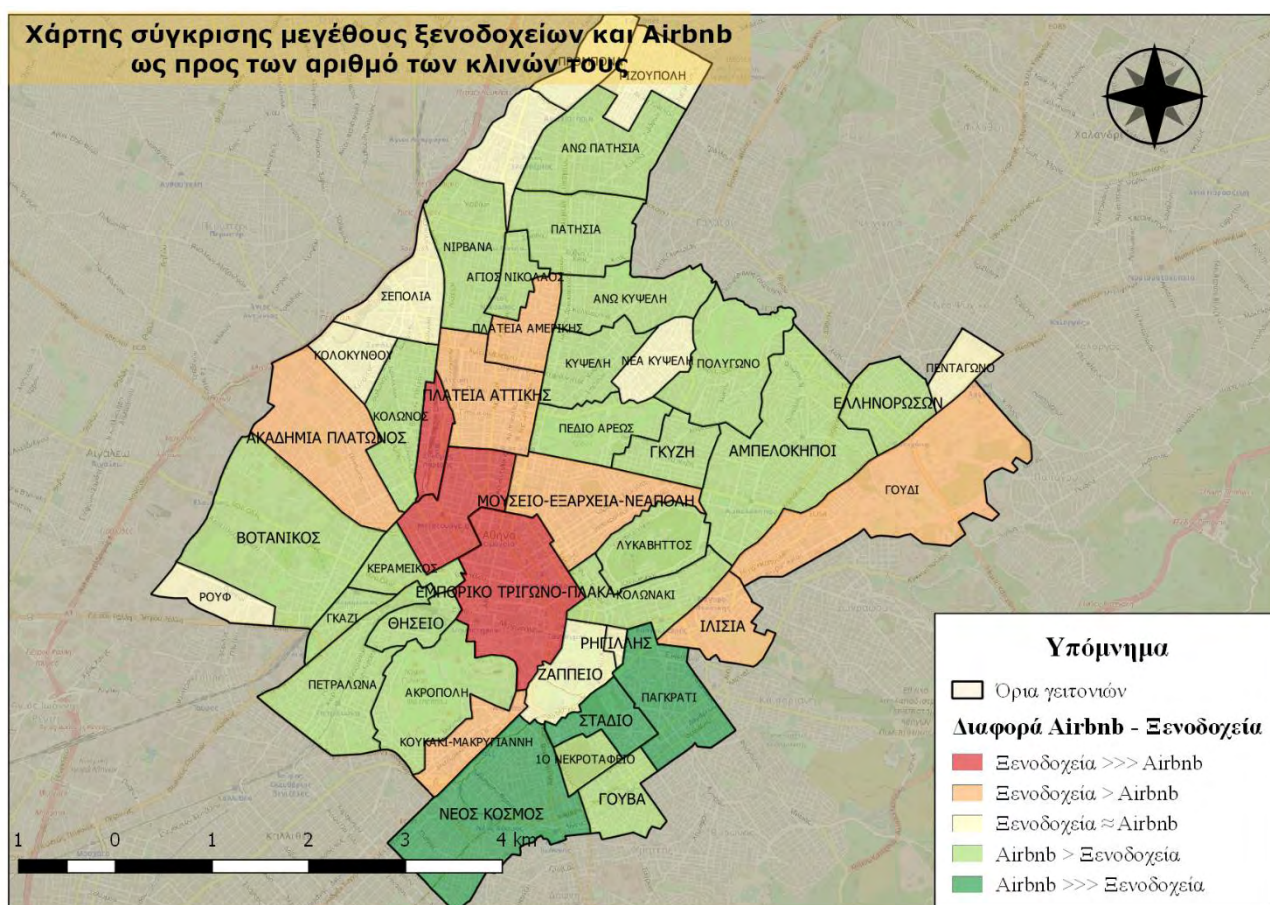 Χάρτης σύγκρισης μεγέθους ξενοδοχείων και Airbnb
ως προς των αριθμό των κλινών τους
ΡΙΖΟΥΠΟΛΗ
ΑΝΩ ΠΑΤΗΣΙΑ
ΠΑΤΗΣΙΑ
ΝΙΡΒΑΝΑ
ΑΓΙΟΣ ΝΙΚΟΛΑΟΣ
ΣΕΠΟΛΙΑ
ΑΝΩ ΚΥΨΕΛΗ
ΠΛΑΤΕΙΑ ΑΜΕΡΙΚΗΣ
ΚΟΛΟΚΥΝΘΟΥ
ΚΥΨΕΛΗ
ΝΕΑ ΚΥΨΕΛΗ
ΠΟΛΥΓΩΝΟ
ΠΕΝΤΑΓΩΝΟ
ΠΛΑΤΕΙΑ ΑΤΤΙΚΗΣ
ΕΛΛΗΝΟΡΩΣΩΝ
ΚΟΛΩΝΟΣ
ΠΕΔΙΟ ΑΡΕΩΣ
ΑΚΑΔΗΜΙΑ ΠΛΑΤΩΝΟΣ
ΓΚΥΖΗ
ΑΜΠΕΛΟΚΗΠΟΙ
ΓΟΥΔΙ
ΜΟΥΣΕΙΟ-ΕΞΑΡΧΕΙΑ-ΝΕΑΠΟΛΗ
ΒΟΤΑΝΙΚΟΣ
ΛΥΚΑΒΗΤΤΟΣ
ΚΕΡΑΜΕΙΚΟΣ
ΕΜΠΟΡΙΚΟ ΤΡΙΓΩΝΟ-ΠΛΑΚΑ
ΚΟΛΩΝΑΚΙ
ΡΟΥΦ
ΓΚΑΖΙ
ΘΗΣΕΙΟ
ΙΛΙΣΙΑ
ΡΗΓΙΛΛΗΣ
ΖΑΠΠΕΙΟ
ΠΕΤΡΑΛΩΝΑ
ΑΚΡΟΠΟΛΗ
ΠΑΓΚΡΑΤΙ
ΣΤΑΔΙΟ
ΚΟΥΚΑΚΙ-ΜΑΚΡΥΓΙΑΝΝΗ
1Ο ΝΕΚΡΟΤΑΦΕΙΟ
ΓΟΥΒΑ
ΝΕΟΣ ΚΟΣΜΟΣ
1 0 1 2 3 4 km
Υπόμνημα
Όρια γειτονιών
Διαφορά Airbnb - Ξενοδοχεία
Ξενοδοχεία >>> Airbnb
Ξενοδοχεία > Airbnb
Ξενοδοχεία ≈ Airbnb
Airbnb > Ξενοδοχεία
Airbnb >>> Ξενοδοχεία